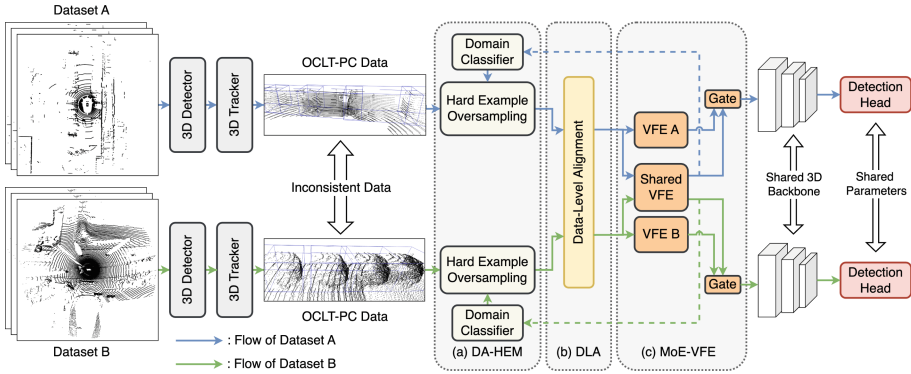 Dataset A
3D Detector
3D Tracker
OCLT-PC Data
Domain
Classifier
Hard Example
Oversampling
Data-Level Alignment
VFE A
Gate
Shared
VFE
VFE B
Gate
Detection
Head
Inconsistent Data
Shared 3D
Backbone
Shared
Parameters
3D Detector
3D Tracker
OCLT-PC Data
Hard Example
Oversampling
Domain
Classifier
Detection
Head
Dataset B
: Flow of Dataset A
: Flow of Dataset B
(a) DA-HEM
(b) DLA
(c) MoE-VFE